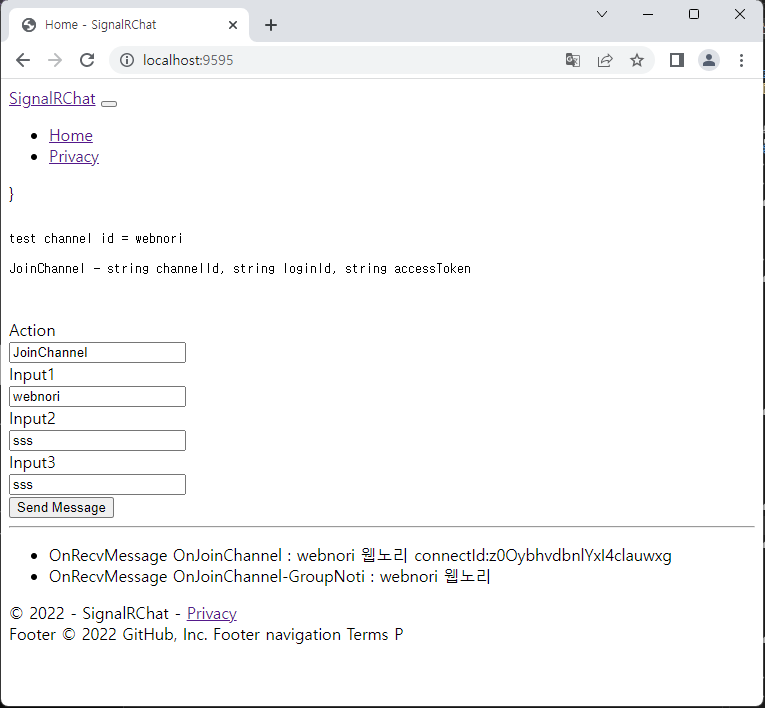 Home - SignalRChat
localhost:9595
SignalRChat
Home
Privacy
}
test channel id = webnori
JoinChannel - string channelId, string loginId, string accessToken
Action
JoinChannel
Input1
webnori
Input2
sss
Input3
sss
Send Message
OnRecvMessage OnJoinChannel : webnori 웹노리 connectId:z0OybhvdbnlYxI4clauwxg
OnRecvMessage OnJoinChannel-GroupNoti : webnori 웹노리
© 2022 - SignalRChat - Privacy
Footer © 2022 GitHub, Inc. Footer navigation Terms P